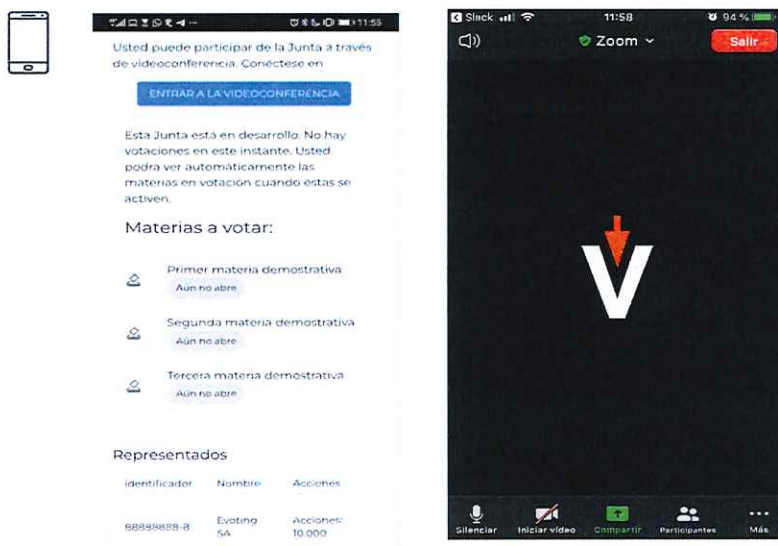 11:55
Usted puede participar de la Junta a través
de videoconferencia. Conéctese en
ENTRAR A LA VIDEOCONFERENCIA
Esta Junta está en desarrollo. No hay
votaciones en este instante. Usted
podra ver automáticamente las
materias en votación cuando estas se
activen.
Materias a votar:
Primer materia demostrativa
Aún no abre
Segunda materia demostrativa
Aún no abre
Tercera materia demostrativa
Aún no abre
Representados
identificador Nombre Acciones
88888888-8 Evoting SA Acciones: 10.000
Slack 11:58 94 %
Zoom Salir
V
Silenciar Iniciar vídeo Compartir Participantes Más